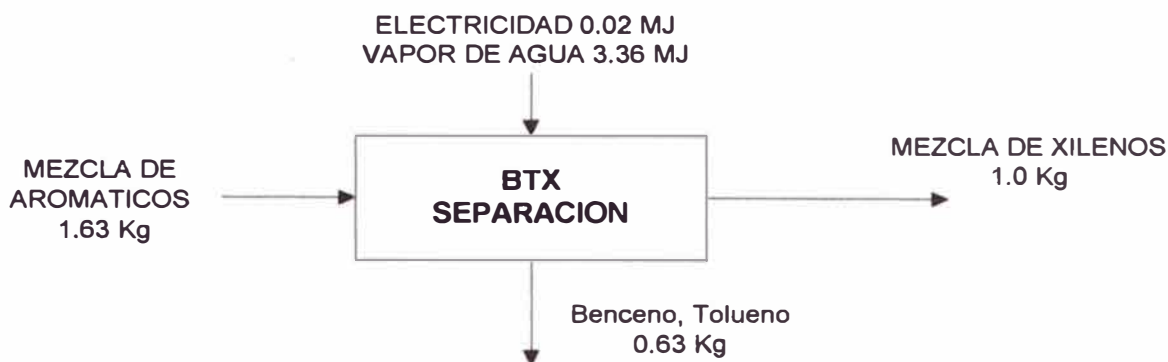 ELECTRICIDAD 0.02 MJ
VAPOR DE AGUA 3.36 MJ
MEZCLA DE
AROMATICOS
1.63 Kg
BTX
SEPARACION
MEZCLA DE XILENOS
1.0 Kg
Benceno, Tolueno
0.63 Kg